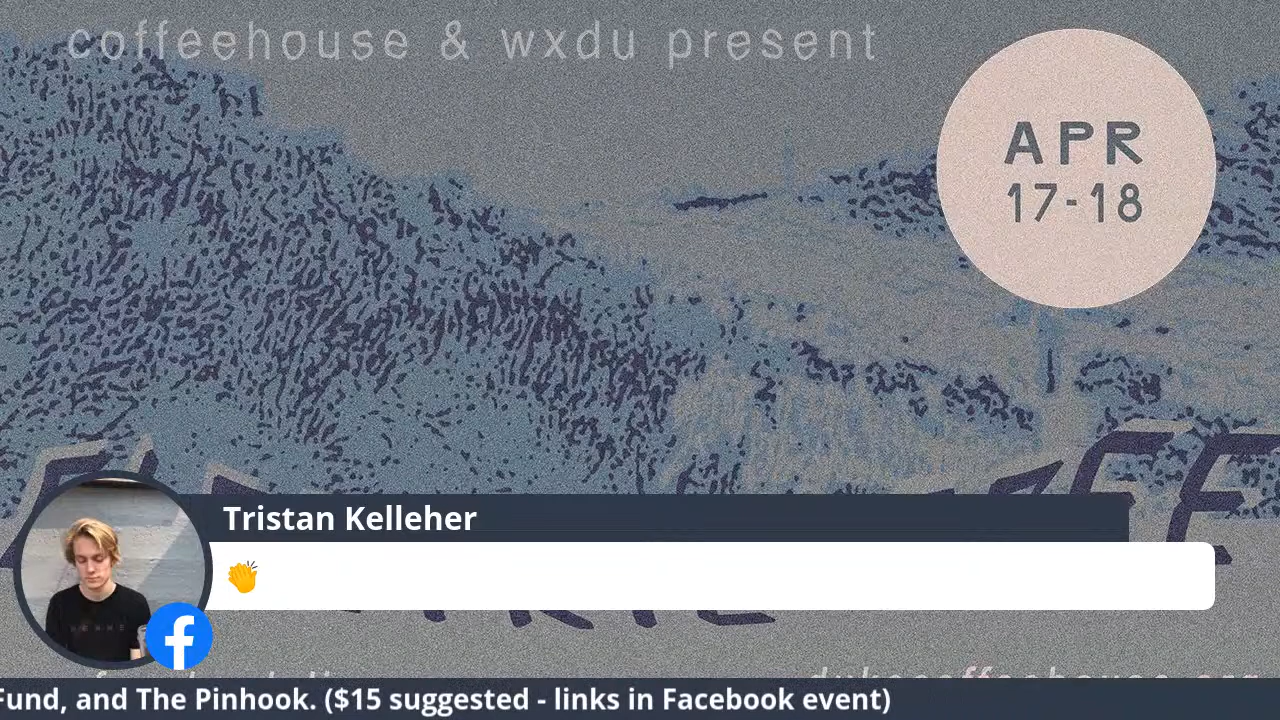 coffeehouse & wxdu present
APR
17-18
Tristan Kelleher
Fund, and The Pinhook. ($15 suggested - links in Facebook event)